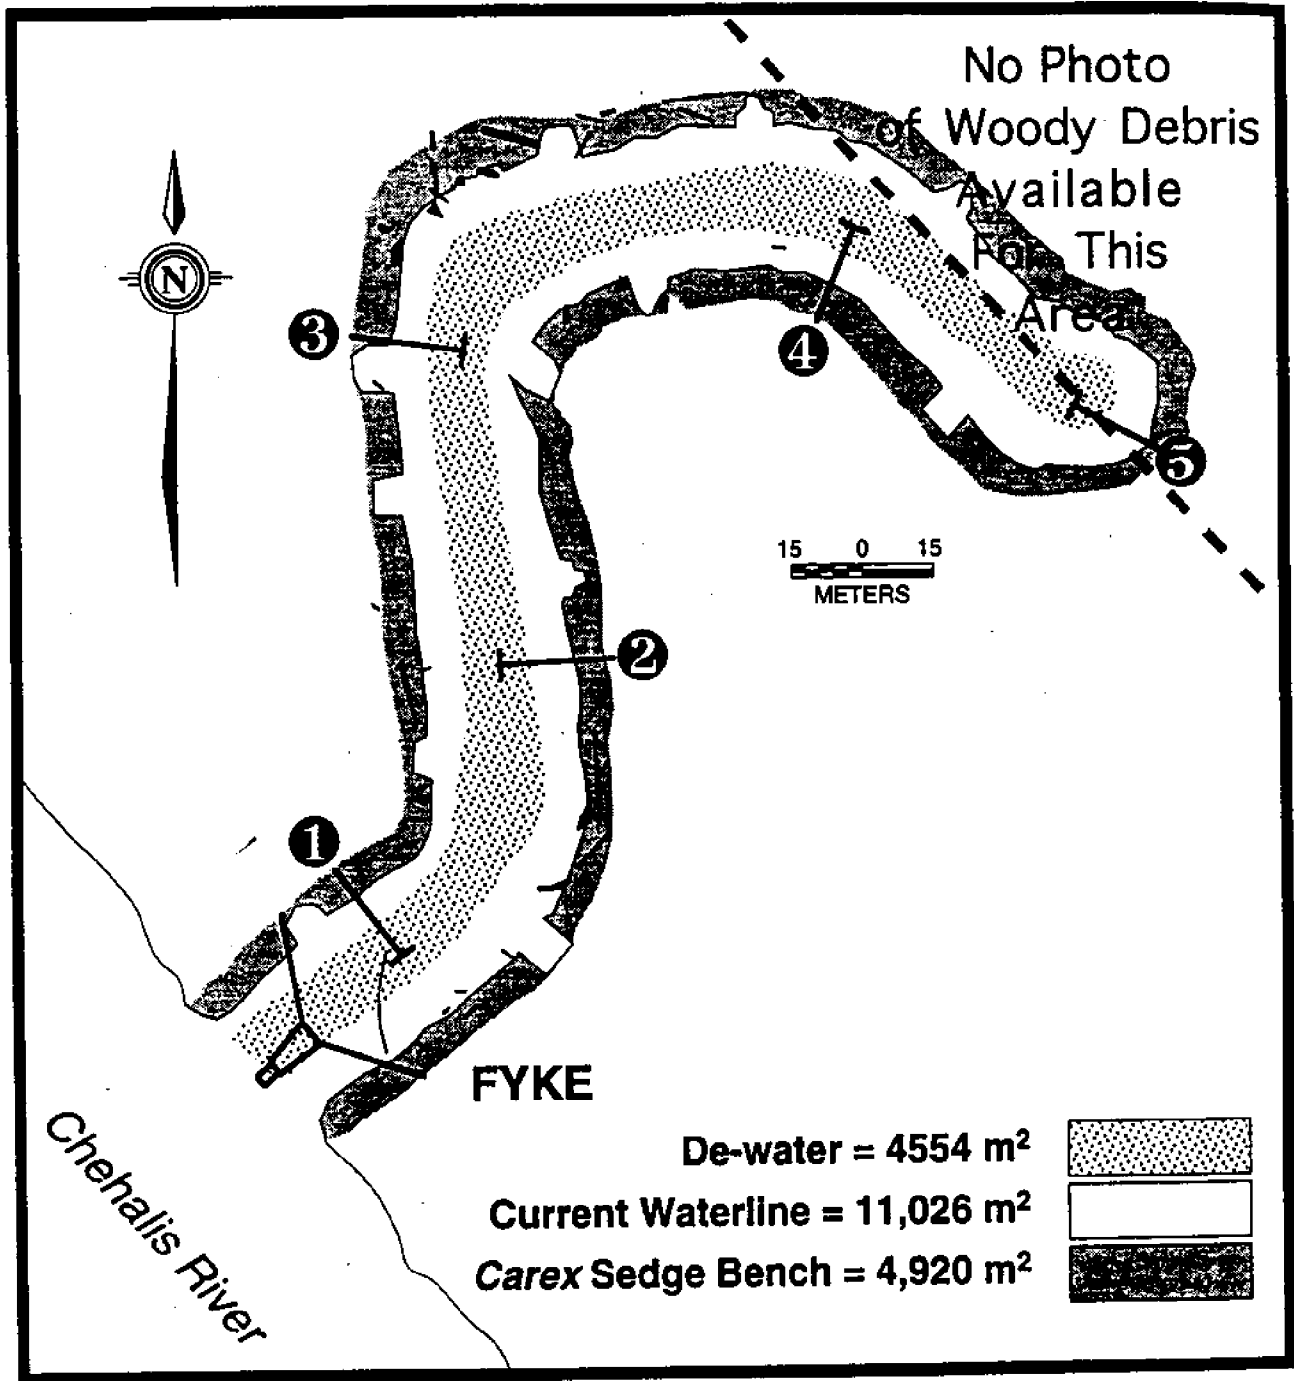 No Photo
of Woody Debris
Available
For This
Area
N
3
4
5
15 0 15
METERS
2
1
FYKE
Chehalis River
De-water = 4554 m²
Current Waterline = 11,026 m²
Carex Sedge Bench = 4,920 m²